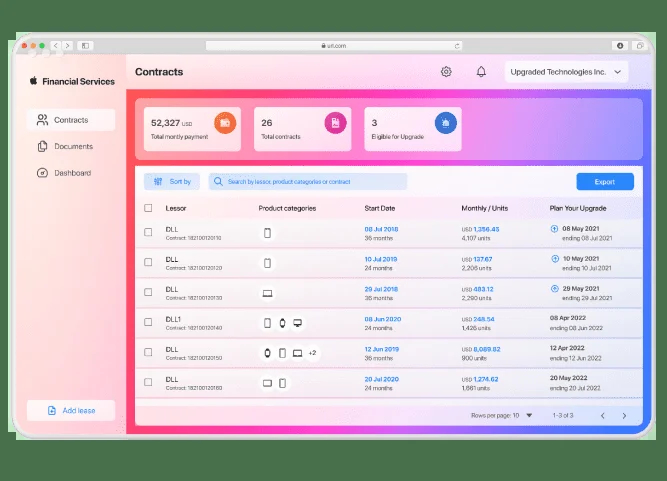 url.com
Financial Services
Contracts
Documents
Dashboard
Add lease
Contracts
Upgraded Technologies Inc.
52,327 USD
Total montly payment
26
Total contracts
3
Eligible for Upgrade
Sort by
Search by lessor, product categories or contract
Export
Lessor Product categories Start Date Monthly / Units Plan Your Upgrade
DLL 08 Jul 2018 USD 1,356.45 08 May 2021
Contract: 182100120110 36 months 4,107 units ending 08 Jul 2021
DLL 10 Jul 2019 USD 137.67 10 May 2021
Contract: 182100120120 24 months 2,206 units ending 10 Jul 2021
DLL 29 Jul 2018 USD 483.12 29 May 2021
Contract: 182100120130 36 months 2,290 units ending 29 Jul 2021
DLL1 08 Jun 2020 USD 248.54 08 Apr 2022
Contract: 182100120140 24 months 1,426 units ending 08 Jun 2022
DLL +2 12 Jun 2019 USD 8,089.82 12 Apr 2022
Contract: 182100120150 36 months 900 units ending 12 Jun 2022
DLL 20 Jul 2020 USD 1,274.62 20 May 2022
Contract: 182100120160 24 months 1,661 units ending 20 Jul 2022
Rows per page: 10 1-3 of 3